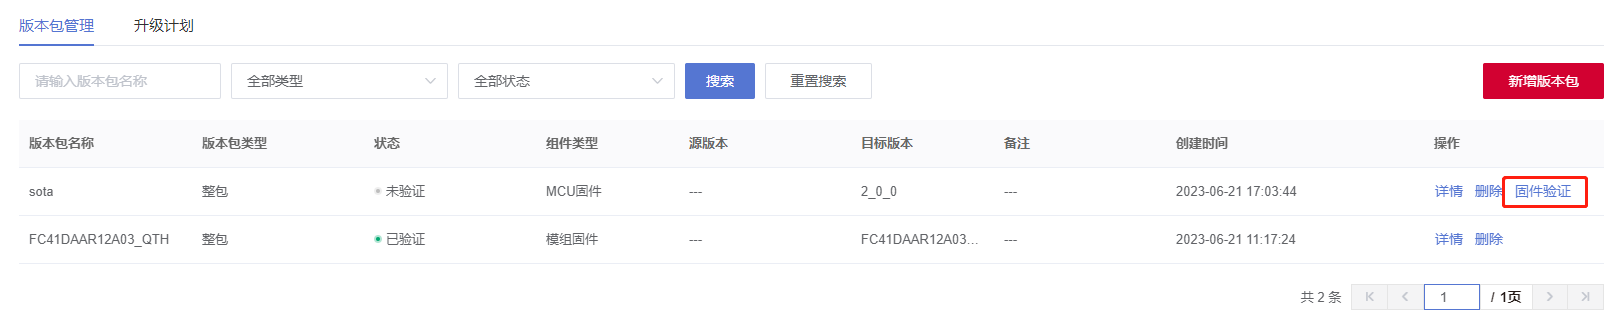 版本包管理 升级计划
请输入版本包名称 全部类型 全部状态 搜索 重置搜索 新增版本包
版本包名称 版本包类型 状态 组件类型 源版本 目标版本 备注 创建时间 操作
sota 整包 未验证 MCU固件 --- 2_0_0 --- 2023-06-21 17:03:44 详情 删除 固件验证
FC41DAAR12A03_QTH 整包 已验证 模组固件 --- FC41DAAR12A03... --- 2023-06-21 11:17:24 详情 删除
共 2 条 1 / 1页